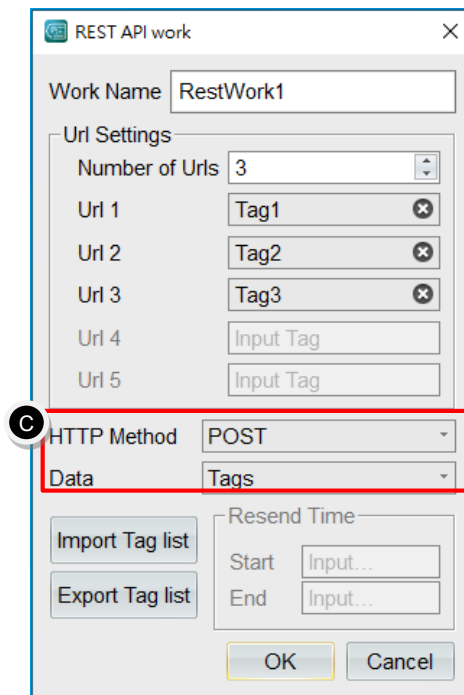 REST API work
Work Name RestWork1
Url Settings
Number of Urls 3
Url 1 Tag1
Url 2 Tag2
Url 3 Tag3
Url 4 Input Tag
Url 5 Input Tag
C
HTTP Method POST
Data Tags
Import Tag list
Export Tag list
Resend Time
Start Input...
End Input...
OK Cancel